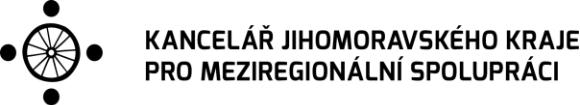 KANCELÁŘ JIHOMORAVSKÉHO KRAJE
PRO MEZIREGIONÁLNÍ SPOLUPRÁCI